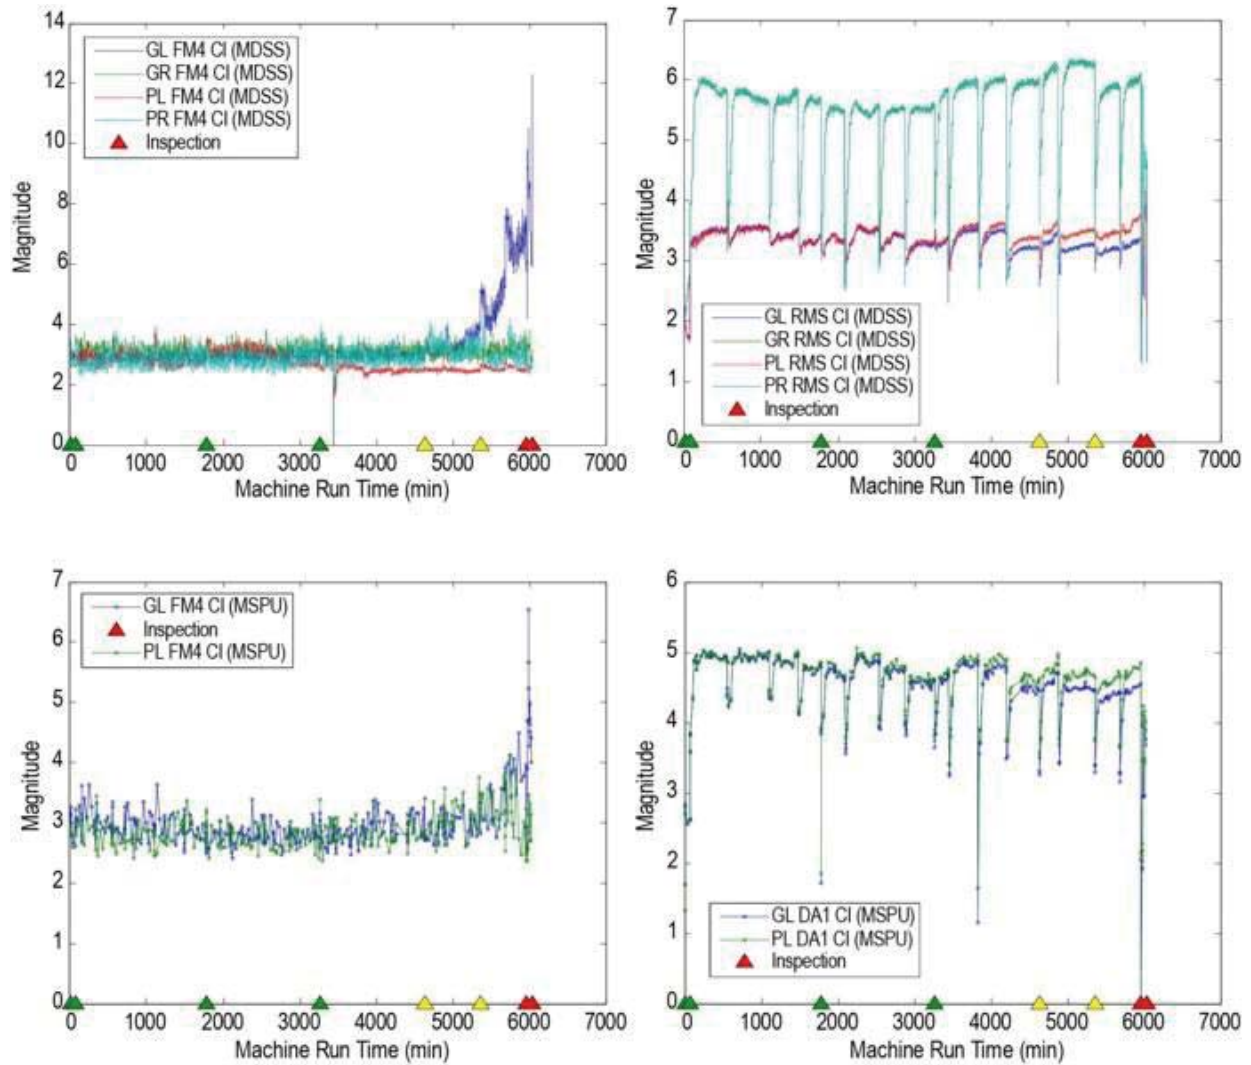 14
12
10
8
6
4
2
0
Magnitude
GL FM4 CI (MDSS)
GR FM4 CI (MDSS)
PL FM4 CI (MDSS)
PR FM4 CI (MDSS)
Inspection
0 1000 2000 3000 4000 5000 6000 7000
Machine Run Time (min)
7
6
5
4
3
2
1
0
Magnitude
GL RMS CI (MDSS)
GR RMS CI (MDSS)
PL RMS CI (MDSS)
PR RMS CI (MDSS)
Inspection
0 1000 2000 3000 4000 5000 6000 7000
Machine Run Time (min)
7
6
5
4
3
2
1
0
Magnitude
GL FM4 CI (MSPU)
Inspection
PL FM4 CI (MSPU)
0 1000 2000 3000 4000 5000 6000 7000
Machine Run Time (min)
6
5
4
3
2
1
0
Magnitude
GL DA1 CI (MSPU)
PL DA1 CI (MSPU)
Inspection
0 1000 2000 3000 4000 5000 6000 7000
Machine Run Time (min)